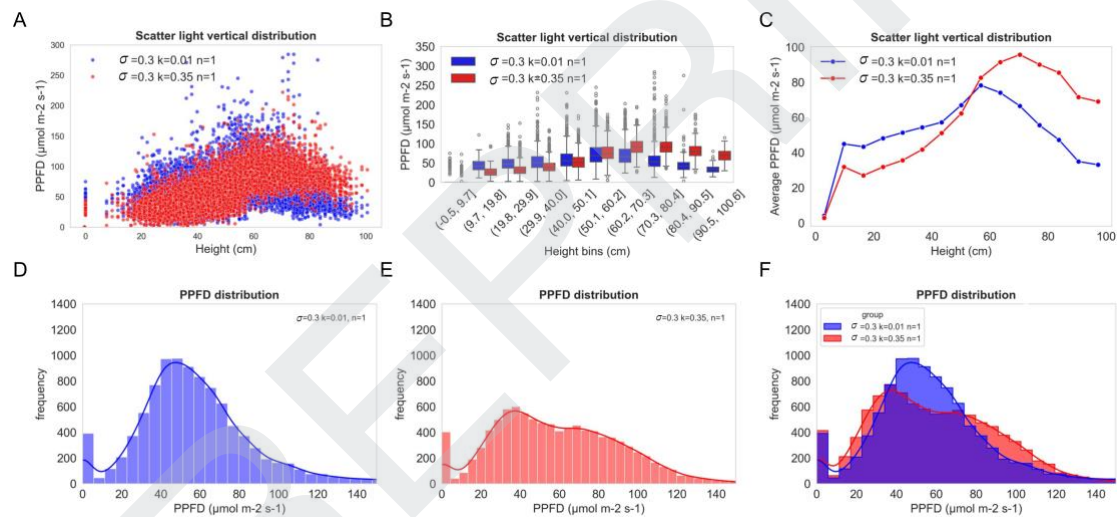 A
Scatter light vertical distribution
σ =0.3 k=0.01 n=1
σ =0.3 k=0.35 n=1
PPFD (μmol m-2 s-1)
300
250
200
150
100
50
0
0 20 40 60 80 100
Height (cm)
B
Scatter light vertical distribution
σ =0.3 k=0.01 n=1
σ =0.3 k=0.35 n=1
PPFD (μmol m-2 s-1)
350
300
250
200
150
100
50
0
(-0.5, 9.7]
(9.7, 19.8]
(19.8, 29.9]
(29.9, 40.0]
(40.0, 50.1]
(50.1, 60.2]
(60.2, 70.3]
(70.3, 80.4]
(80.4, 90.5]
(90.5, 100.6]
Height bins (cm)
C
Scatter light vertical distribution
σ =0.3 k=0.01 n=1
σ =0.3 k=0.35 n=1
Average PPFD (μmol m-2 s-1)
100
80
60
40
20
0
0 20 40 60 80 100
Height (cm)
D
PPFD distribution
σ=0.3 k=0.01, n=1
frequency
1400
1200
1000
800
600
400
200
0
0 20 40 60 80 100 120 140
PPFD (μmol m-2 s-1)
E
PPFD distribution
σ=0.3 k=0.35, n=1
frequency
1400
1200
1000
800
600
400
200
0
0 20 40 60 80 100 120 140
PPFD (μmol m-2 s-1)
F
PPFD distribution
group
σ =0.3 k=0.01 n=1
σ =0.3 k=0.35 n=1
frequency
1400
1200
1000
800
600
400
200
0
0 20 40 60 80 100 120 140
PPFD (μmol m-2 s-1)